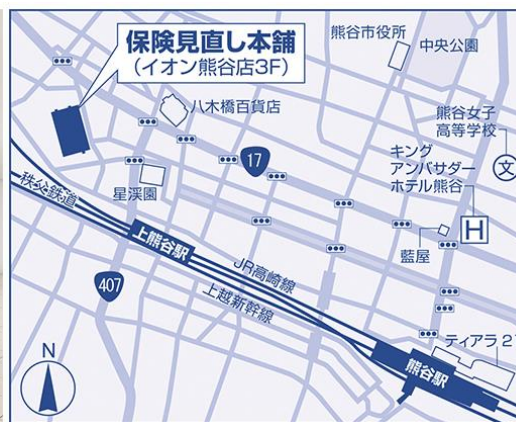 保険見直し本舗
（イオン熊谷店3F）
熊谷市役所
中央公園
八木橋百貨店
熊谷女子
高等学校
文
キング
アンバサダー
ホテル熊谷
H
17
星渓園
秩父鉄道
上熊谷駅
藍屋
JR高崎線
407
上越新幹線
ティアラ2
熊谷駅
N